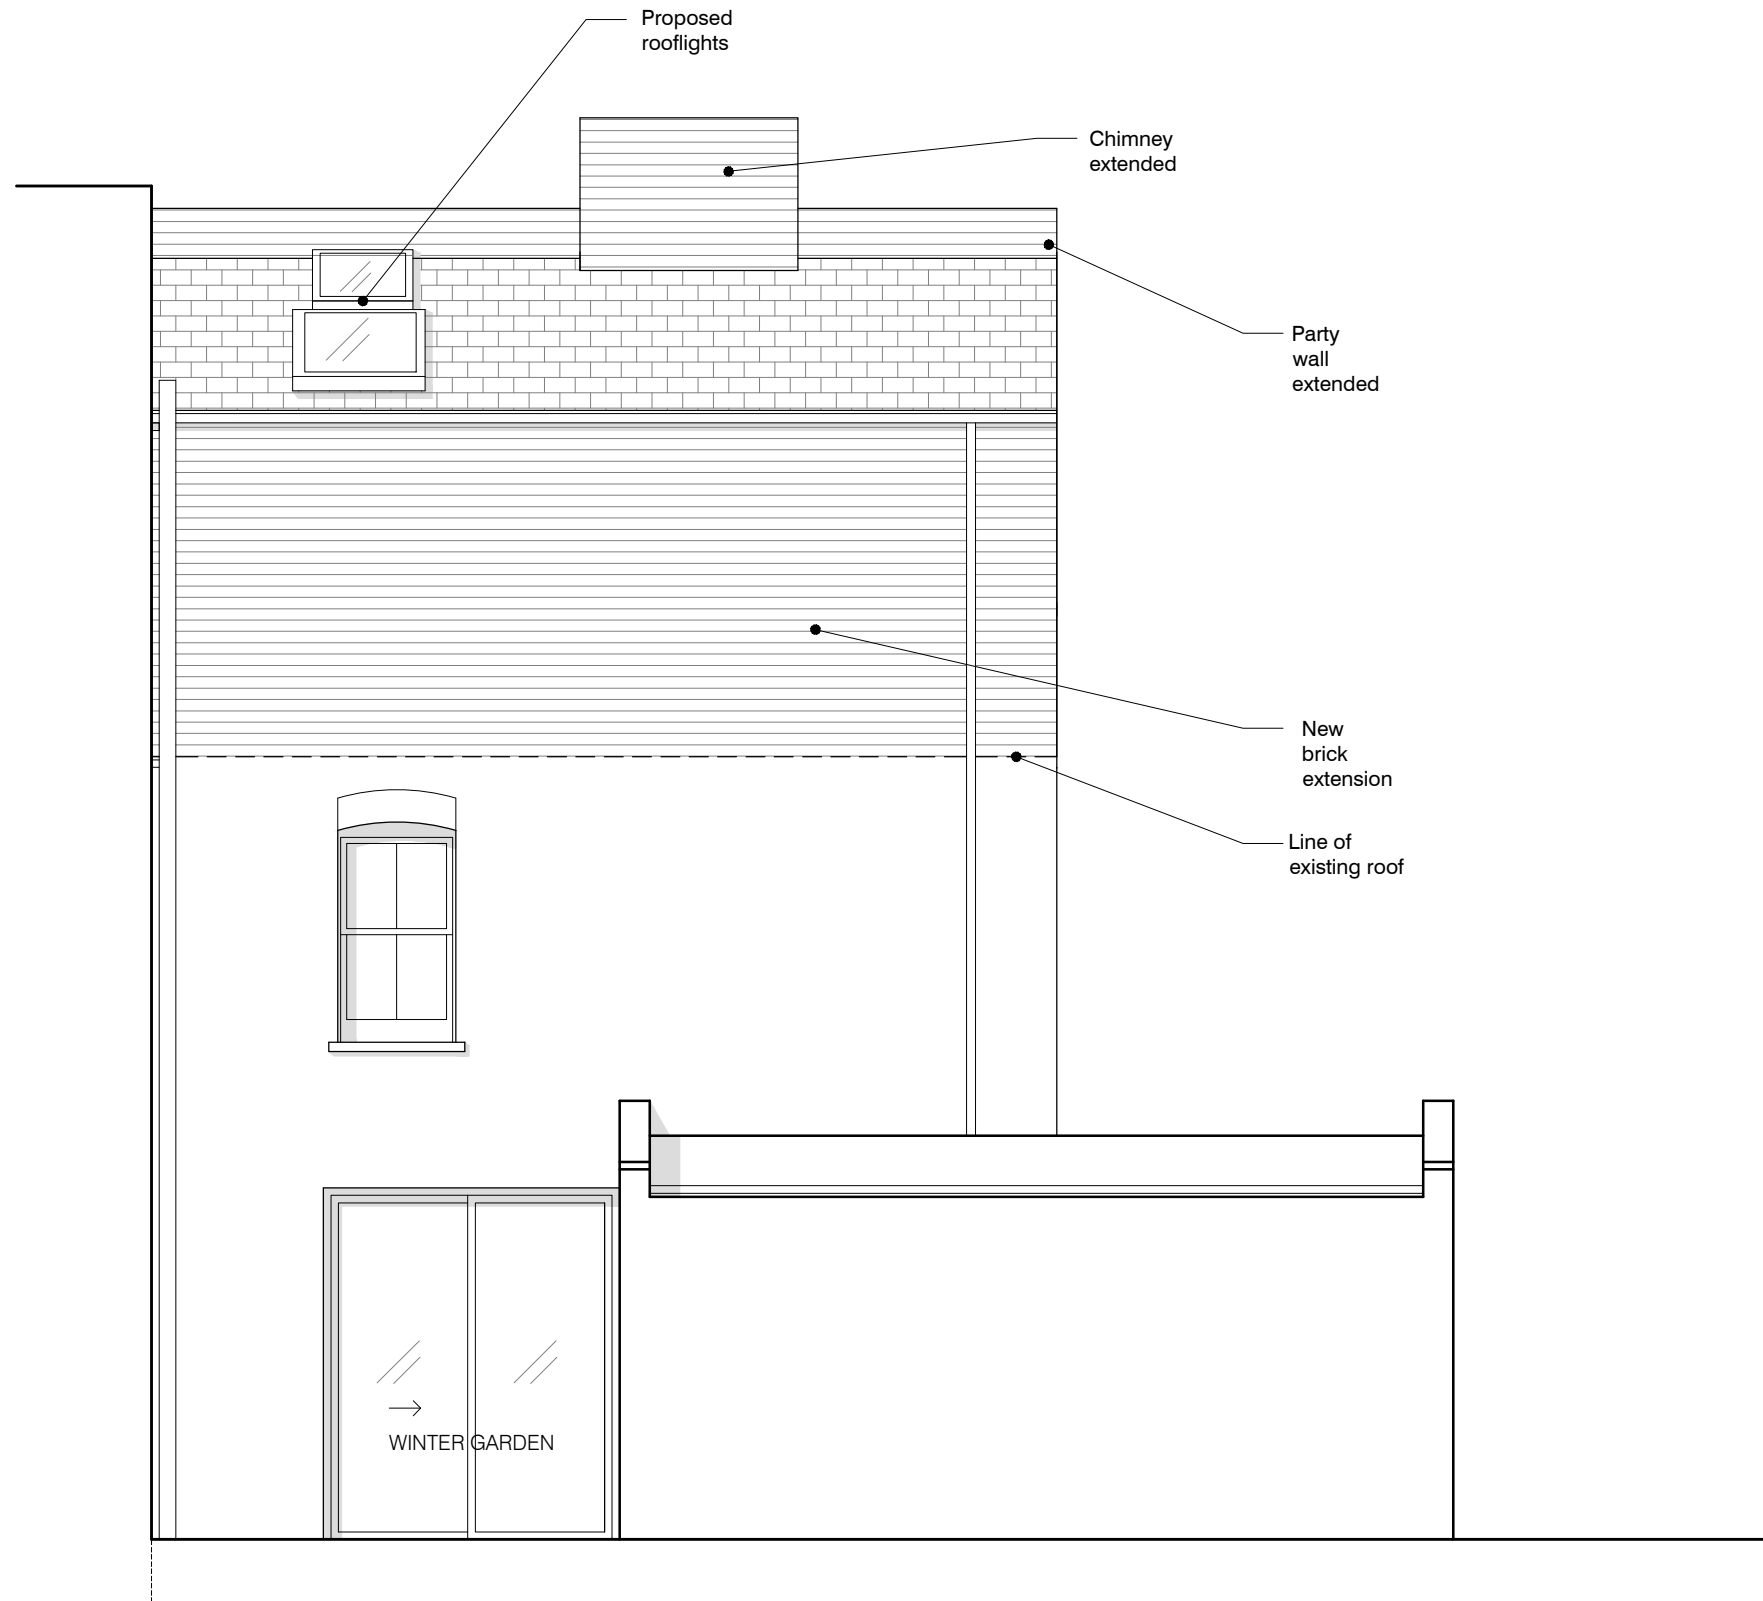 Proposed
rooflights
Chimney
extended
Party
wall
extended
New
brick
extension
Line of
existing roof
WINTER GARDEN